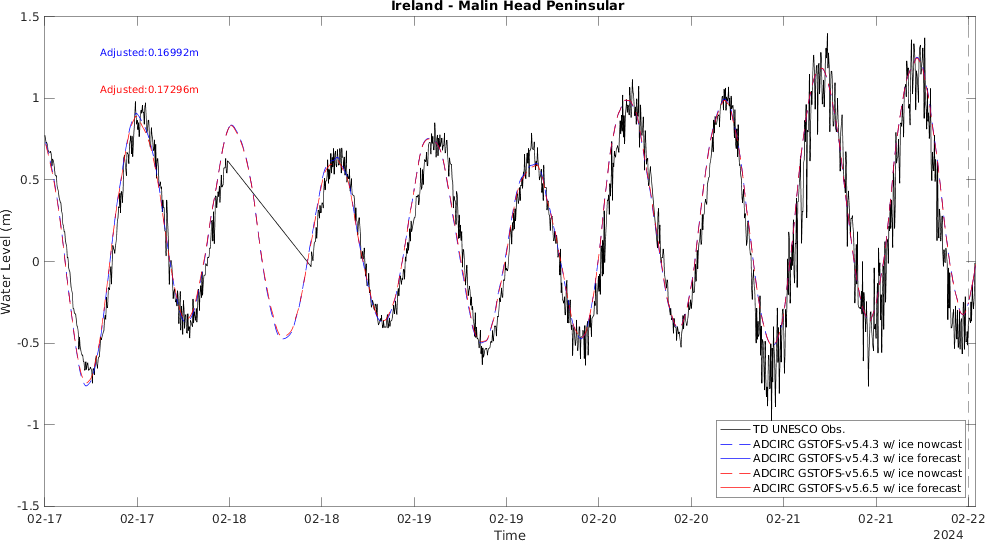 Ireland - Malin Head Peninsular
Adjusted:0.16992m
Adjusted:0.17296m
Water Level (m)
1.5
1
0.5
0
-0.5
-1
-1.5
TD UNESCO Obs.
ADCIRC GSTOFS-v5.4.3 w/ ice nowcast
ADCIRC GSTOFS-v5.4.3 w/ ice forecast
ADCIRC GSTOFS-v5.6.5 w/ ice nowcast
ADCIRC GSTOFS-v5.6.5 w/ ice forecast
02-17 02-17 02-18 02-18 02-19 02-19 02-20 02-20 02-21 02-21 02-22
Time
2024